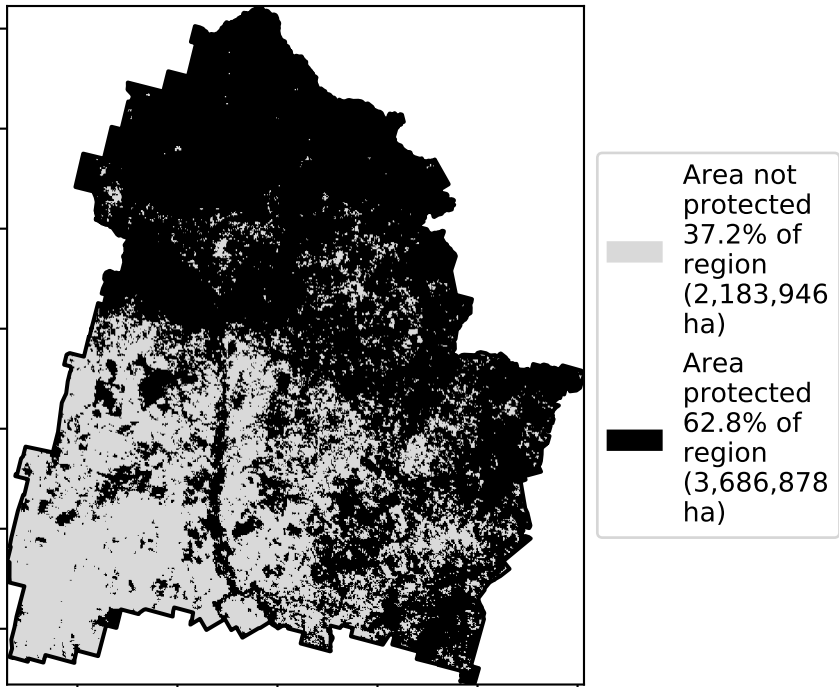 Area not
protected
37.2% of
region
(2,183,946
ha)
Area
protected
62.8% of
region
(3,686,878
ha)